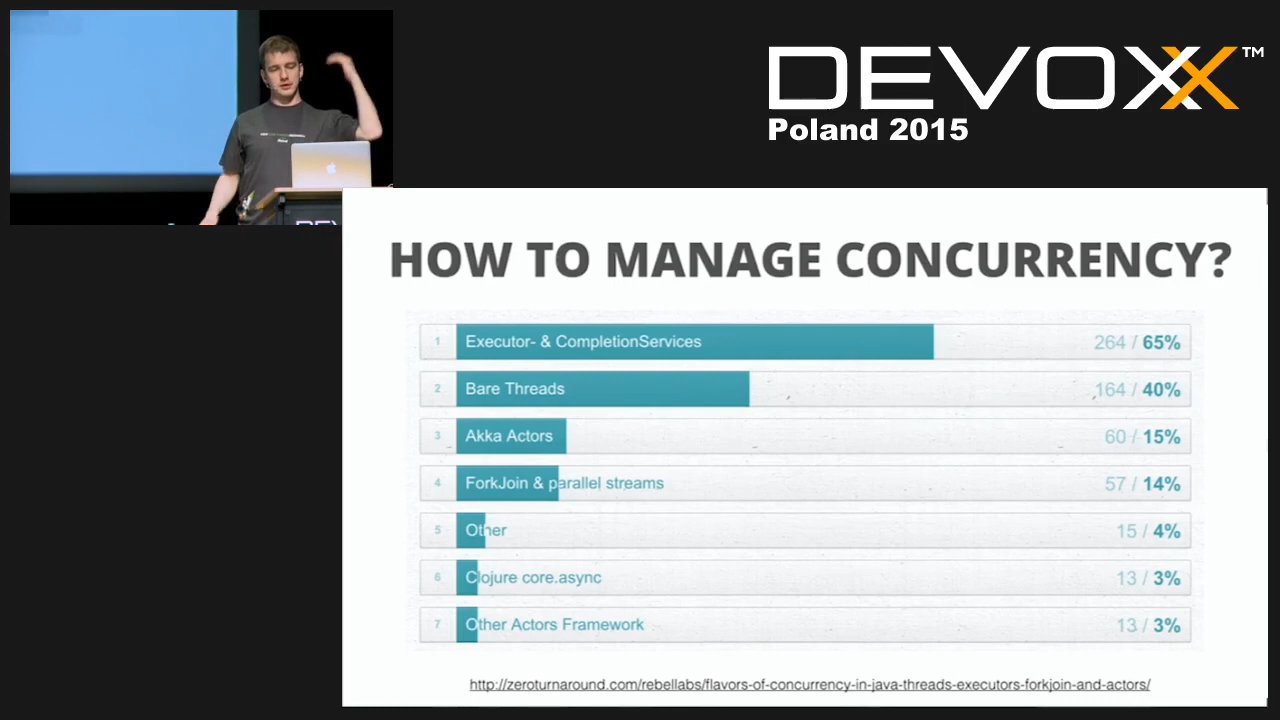 DEVOXX™
Poland 2015
HOW TO MANAGE CONCURRENCY?
1 Executor- & CompletionServices 264 / 65%
2 Bare Threads 164 / 40%
3 Akka Actors 60 / 15%
4 ForkJoin & parallel streams 57 / 14%
5 Other 15 / 4%
6 Clojure core.async 13 / 3%
7 Other Actors Framework 13 / 3%
http://zeroturnaround.com/rebellabs/flavors-of-concurrency-in-java-threads-executors-forkjoin-and-actors/